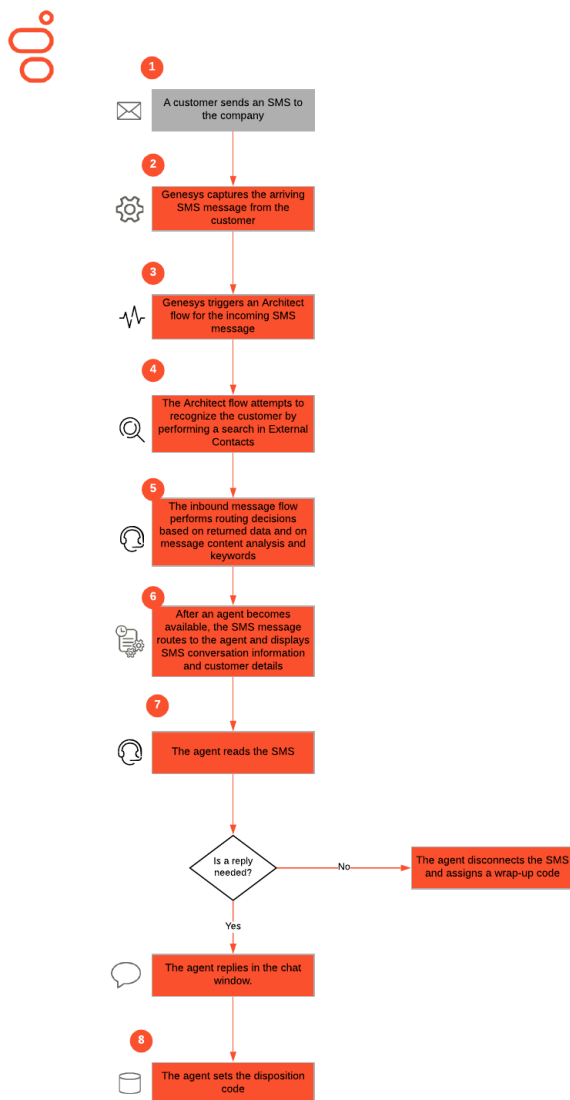 1
A customer sends an SMS to
the company
2
Genesys captures the arriving
SMS message from the
customer
3
Genesys triggers an Architect
flow for the incoming SMS
message
4
The Architect flow attempts to
recognize the customer by
performing a search in External
Contacts
5
The inbound message flow
performs routing decisions
based on returned data and on
message content analysis and
keywords
6
After an agent becomes
available, the SMS message
routes to the agent and displays
SMS conversation information
and customer details
7
The agent reads the SMS
Is a reply
needed?
No
The agent disconnects the SMS
and assigns a wrap-up code
Yes
The agent replies in the chat
window.
8
The agent sets the disposition
code